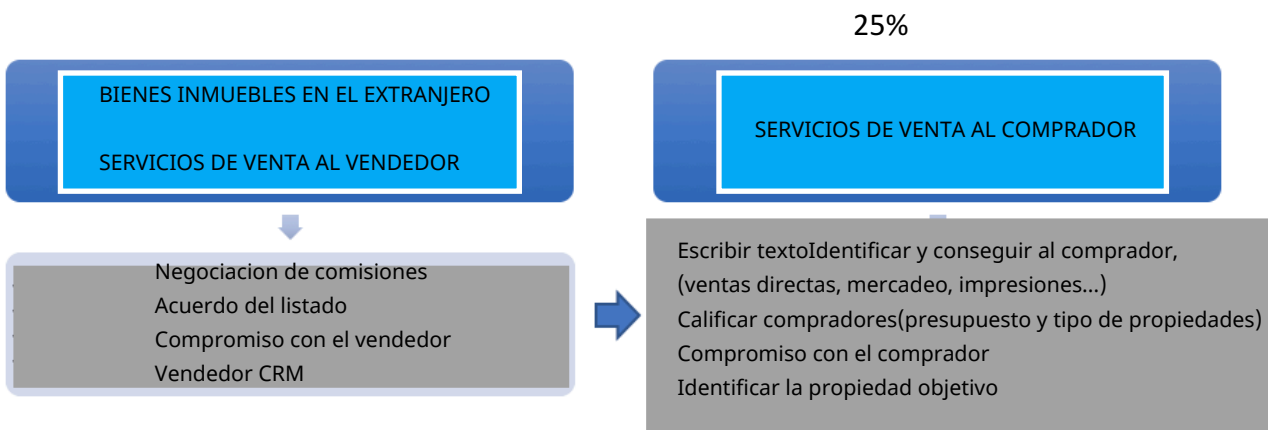 25%
BIENES INMUEBLES EN EL EXTRANJERO
SERVICIOS DE VENTA AL VENDEDOR
SERVICIOS DE VENTA AL COMPRADOR
Negociacion de comisiones
Acuerdo del listado
Compromiso con el vendedor
Vendedor CRM
Escribir textoIdentificar y conseguir al comprador,
(ventas directas, mercadeo, impresiones...)
Calificar compradores(presupuesto y tipo de propiedades)
Compromiso con el comprador
Identificar la propiedad objetivo